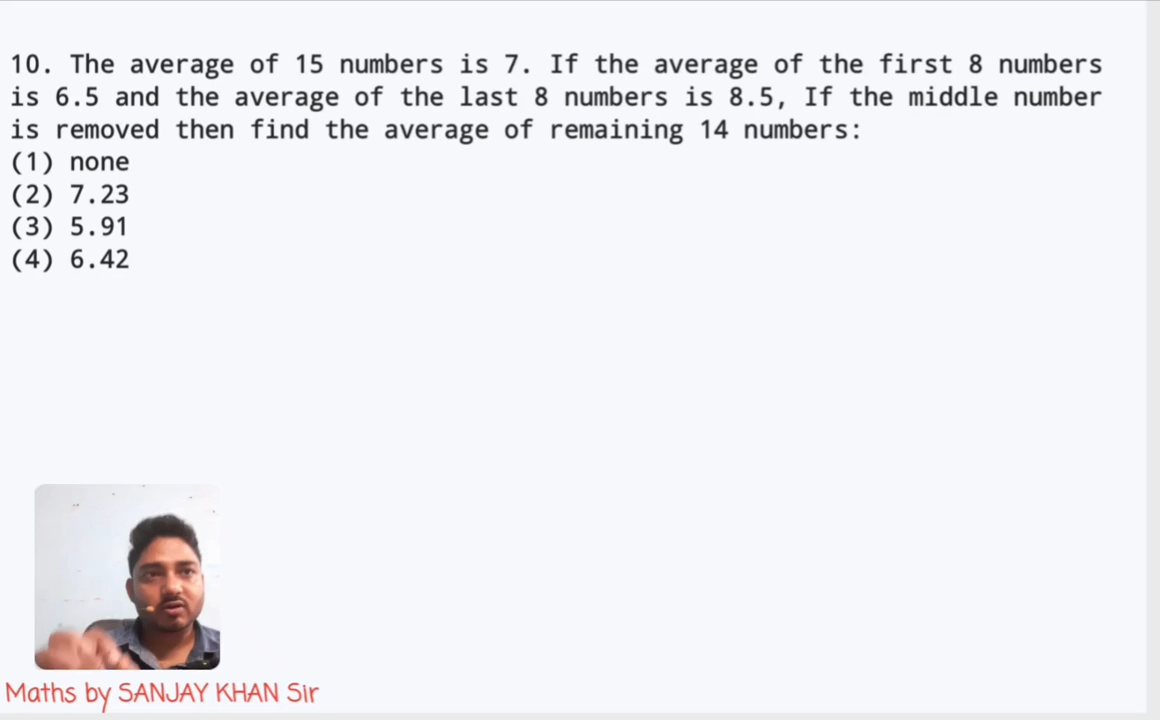 10. The average of 15 numbers is 7. If the average of the first 8 numbers
is 6.5 and the average of the last 8 numbers is 8.5, If the middle number
is removed then find the average of remaining 14 numbers:
(1) none
(2) 7.23
(3) 5.91
(4) 6.42
Maths by SANJAY KHAN Sir